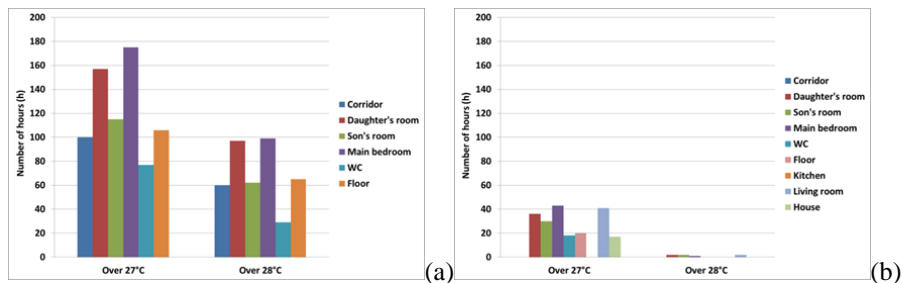 200
180
160
140
120
100
80
60
40
20
0
Number of hours (h)
Over 27°C
Over 28°C
Corridor
Daughter's room
Son's room
Main bedroom
WC
Floor
(a)
200
180
160
140
120
100
80
60
40
20
0
Number of hours (h)
Over 27°C
Over 28°C
Corridor
Daughter's room
Son's room
Main bedroom
WC
Floor
Kitchen
Living room
House
(b)